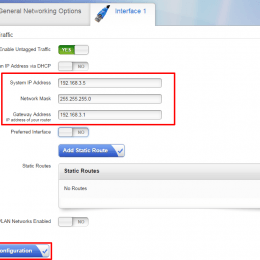 General Networking Options
Interface 1
Traffic
Enable Untagged Traffic YES
an IP Address via DHCP NO
System IP Address 192.168.3.5
Network Mask 255.255.255.0
Gateway Address 192.168.3.1
IP address of your router
Preferred Interface NO
Add Static Route
Static Routes
Static Routes
No Routes
LAN Networks Enabled NO
onfiguration